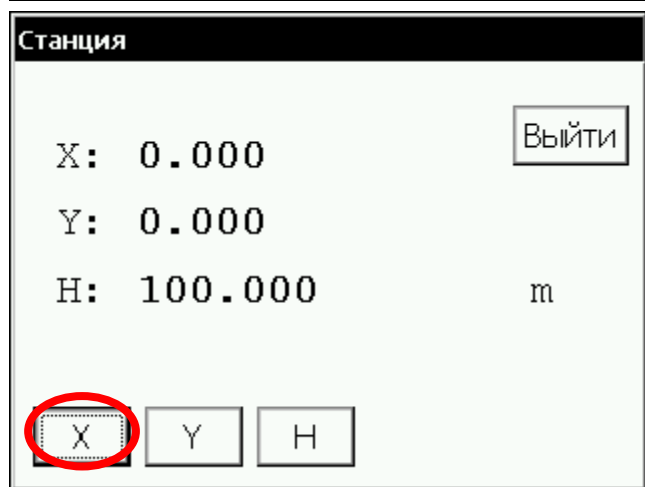 Станция
Выйти
X: 0.000
Y: 0.000
H: 100.000 m
X Y H